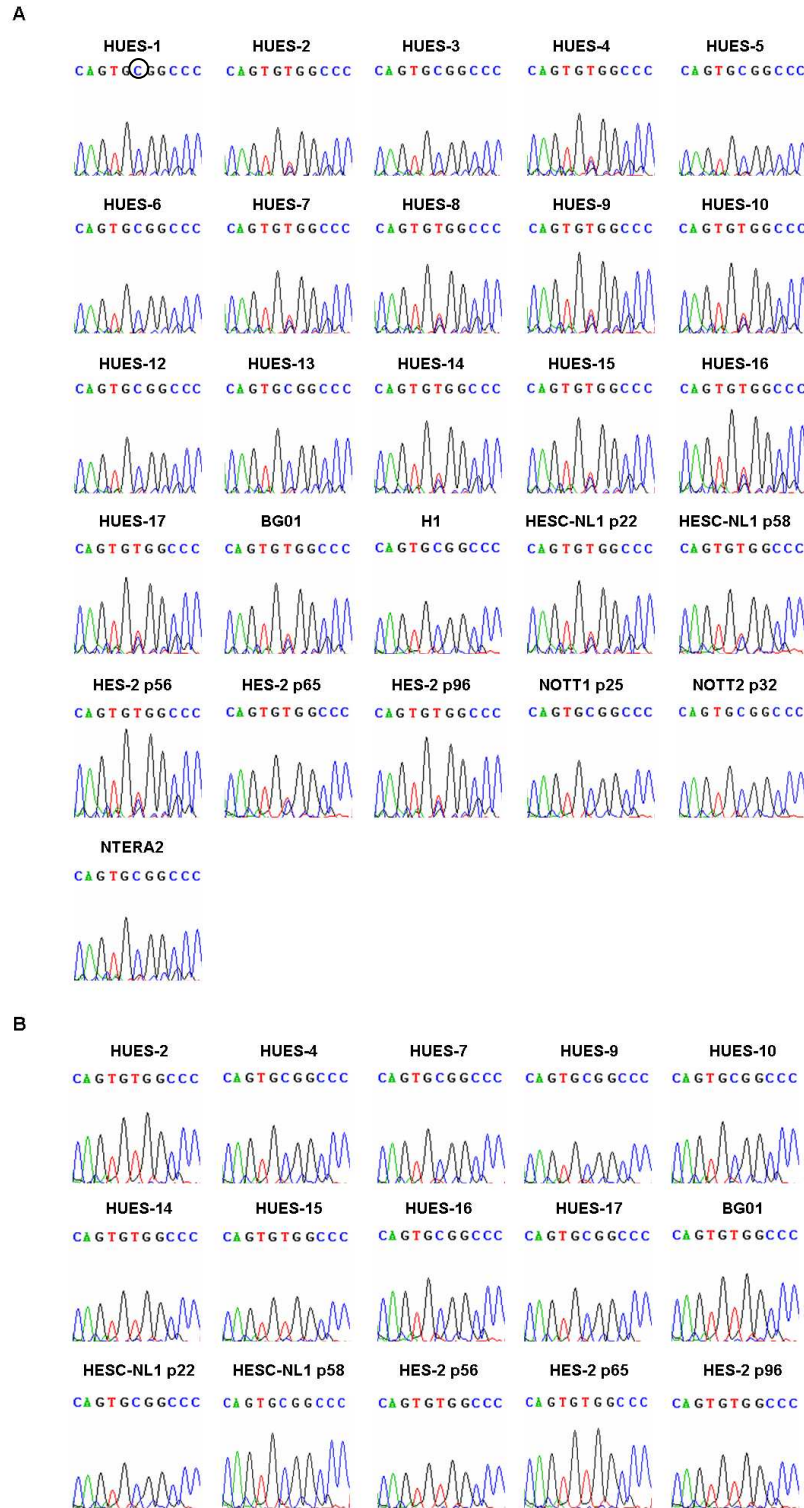 A
HUES-1 HUES-2 HUES-3 HUES-4 HUES-5
CAGTGCGGCCC CAGTGTGGCCC CAGTGCGGCCC CAGTGTGGCCC CAGTGCGGCCC
HUES-6 HUES-7 HUES-8 HUES-9 HUES-10
CAGTGCGGCCC CAGTGTGGCCC CAGTGTGGCCC CAGTGTGGCCC CAGTGTGGCCC
HUES-12 HUES-13 HUES-14 HUES-15 HUES-16
CAGTGCGGCCC CAGTGCGGCCC CAGTGTGGCCC CAGTGTGGCCC CAGTGTGGCCC
HUES-17 BG01 H1 HESC-NL1 p22 HESC-NL1 p58
CAGTGTGGCCC CAGTGTGGCCC CAGTGCGGCCC CAGTGTGGCCC CAGTGTGGCCC
HES-2 p56 HES-2 p65 HES-2 p96 NOTT1 p25 NOTT2 p32
CAGTGTGGCCC CAGTGTGGCCC CAGTGTGGCCC CAGTGCGGCCC CAGTGCGGCCC
NTERA2
CAGTGCGGCCC
B
HUES-2 HUES-4 HUES-7 HUES-9 HUES-10
CAGTGTGGCCC CAGTGCGGCCC CAGTGCGGCCC CAGTGCGGCCC CAGTGCGGCCC
HUES-14 HUES-15 HUES-16 HUES-17 BG01
CAGTGTGGCCC CAGTGTGGCCC CAGTGCGGCCC CAGTGCGGCCC CAGTGTGGCCC
HESC-NL1 p22 HESC-NL1 p58 HES-2 p56 HES-2 p65 HES-2 p96
CAGTGCGGCCC CAGTGCGGCCC CAGTGTGGCCC CAGTGTGGCCC CAGTGTGGCCC